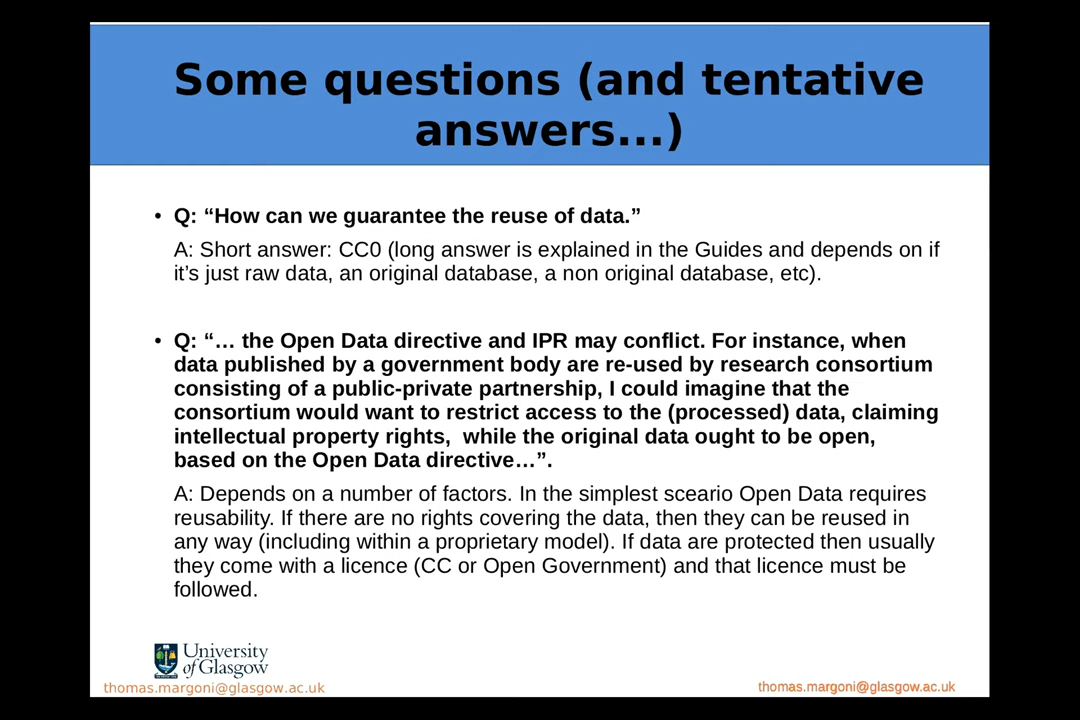 Some questions (and tentative
answers...)
• Q: “How can we guarantee the reuse of data.”
A: Short answer: CC0 (long answer is explained in the Guides and depends on if
it’s just raw data, an original database, a non original database, etc).
• Q: “… the Open Data directive and IPR may conflict. For instance, when
data published by a government body are re-used by research consortium
consisting of a public-private partnership, I could imagine that the
consortium would want to restrict access to the (processed) data, claiming
intellectual property rights,  while the original data ought to be open,
based on the Open Data directive…”.
A: Depends on a number of factors. In the simplest sceario Open Data requires
reusability. If there are no rights covering the data, then they can be reused in
any way (including within a proprietary model). If data are protected then usually
they come with a licence (CC or Open Government) and that licence must be
followed.
University
of Glasgow
thomas.margoni@glasgow.ac.uk
thomas.margoni@glasgow.ac.uk